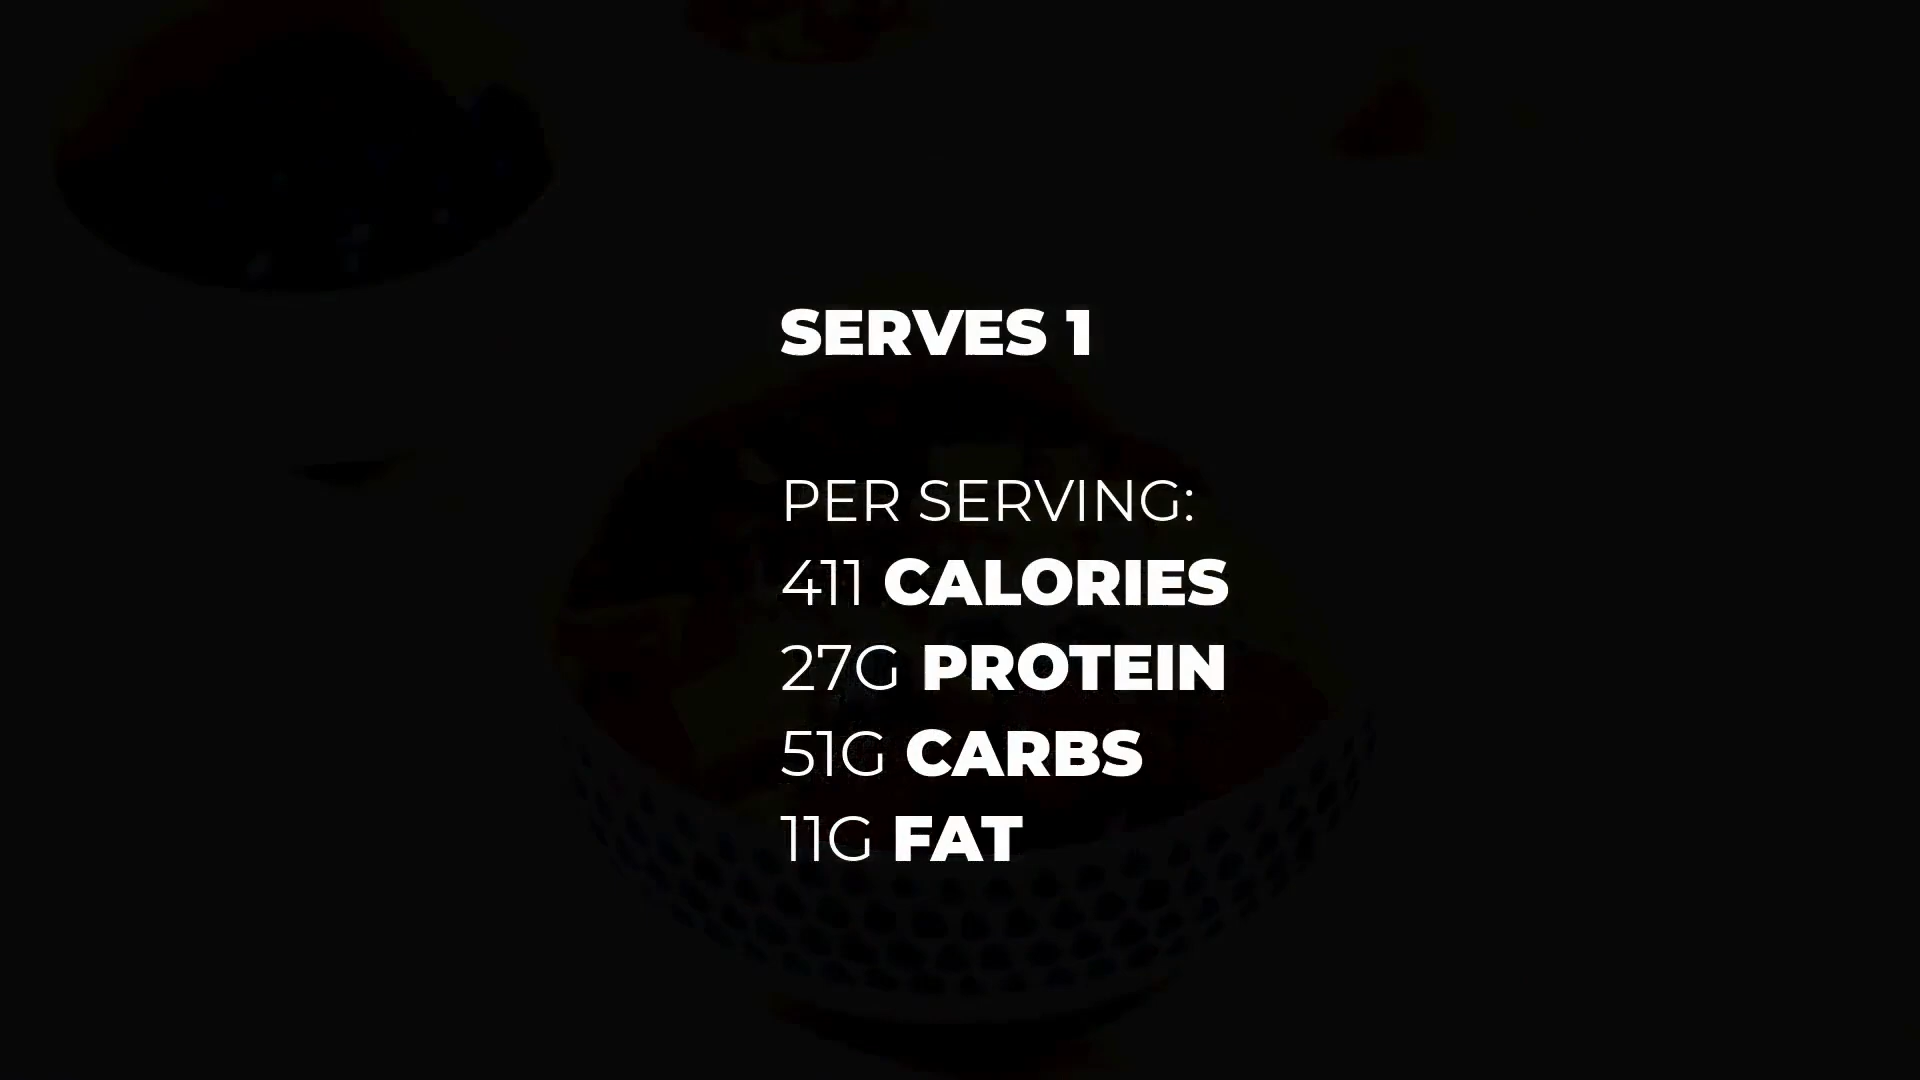 SERVES 1
PER SERVING:
411 CALORIES
27G PROTEIN
51G CARBS
11G FAT